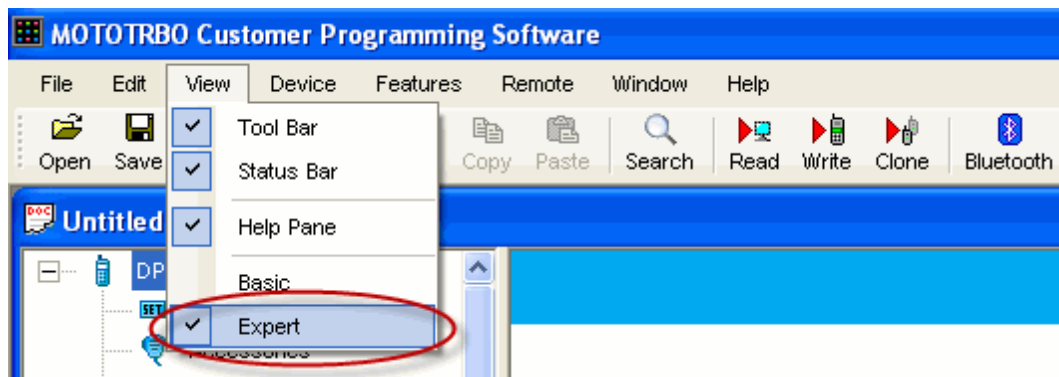 MOTOTRBO Customer Programming Software
File Edit View Device Features Remote Window Help
Open Save Copy Paste Search Read Write Clone Bluetooth
Tool Bar
Status Bar
Untitled
Help Pane
DP
Basic
SET
Expert
Accessories